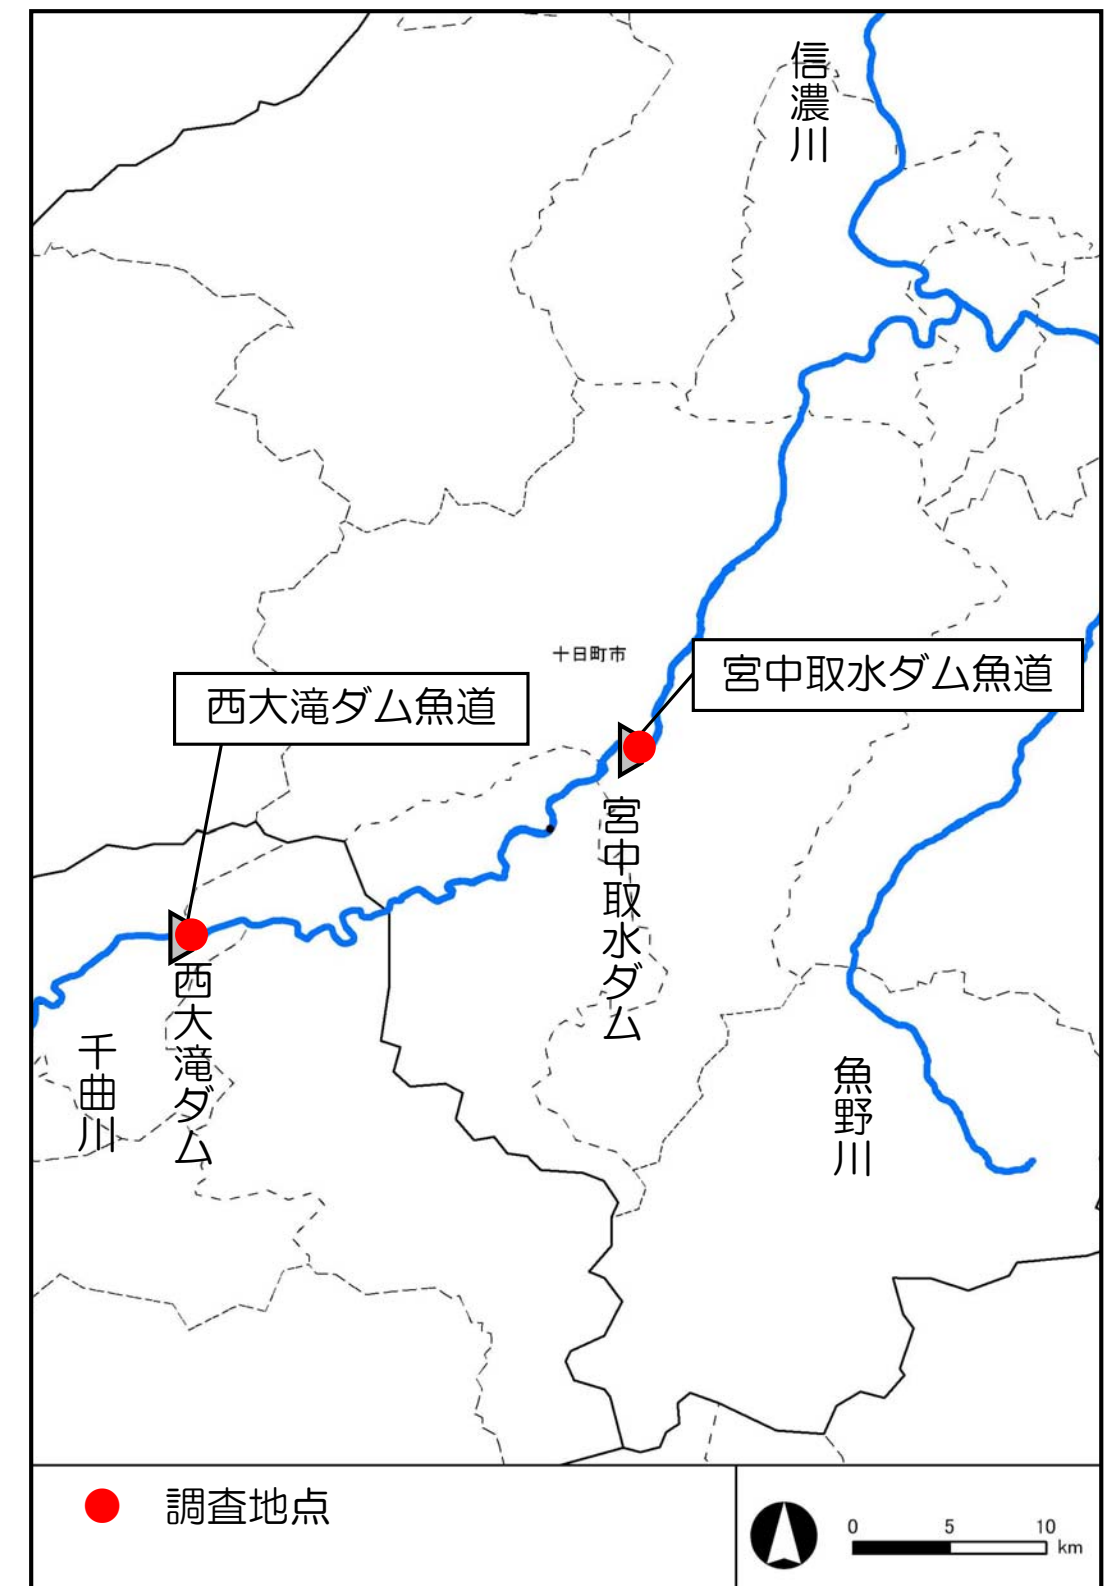 信濃川
十日町市
宮中取水ダム魚道
西大滝ダム魚道
宮中取水ダム
西大滝ダム
千曲川
魚野川
調査地点
0 5 10
km